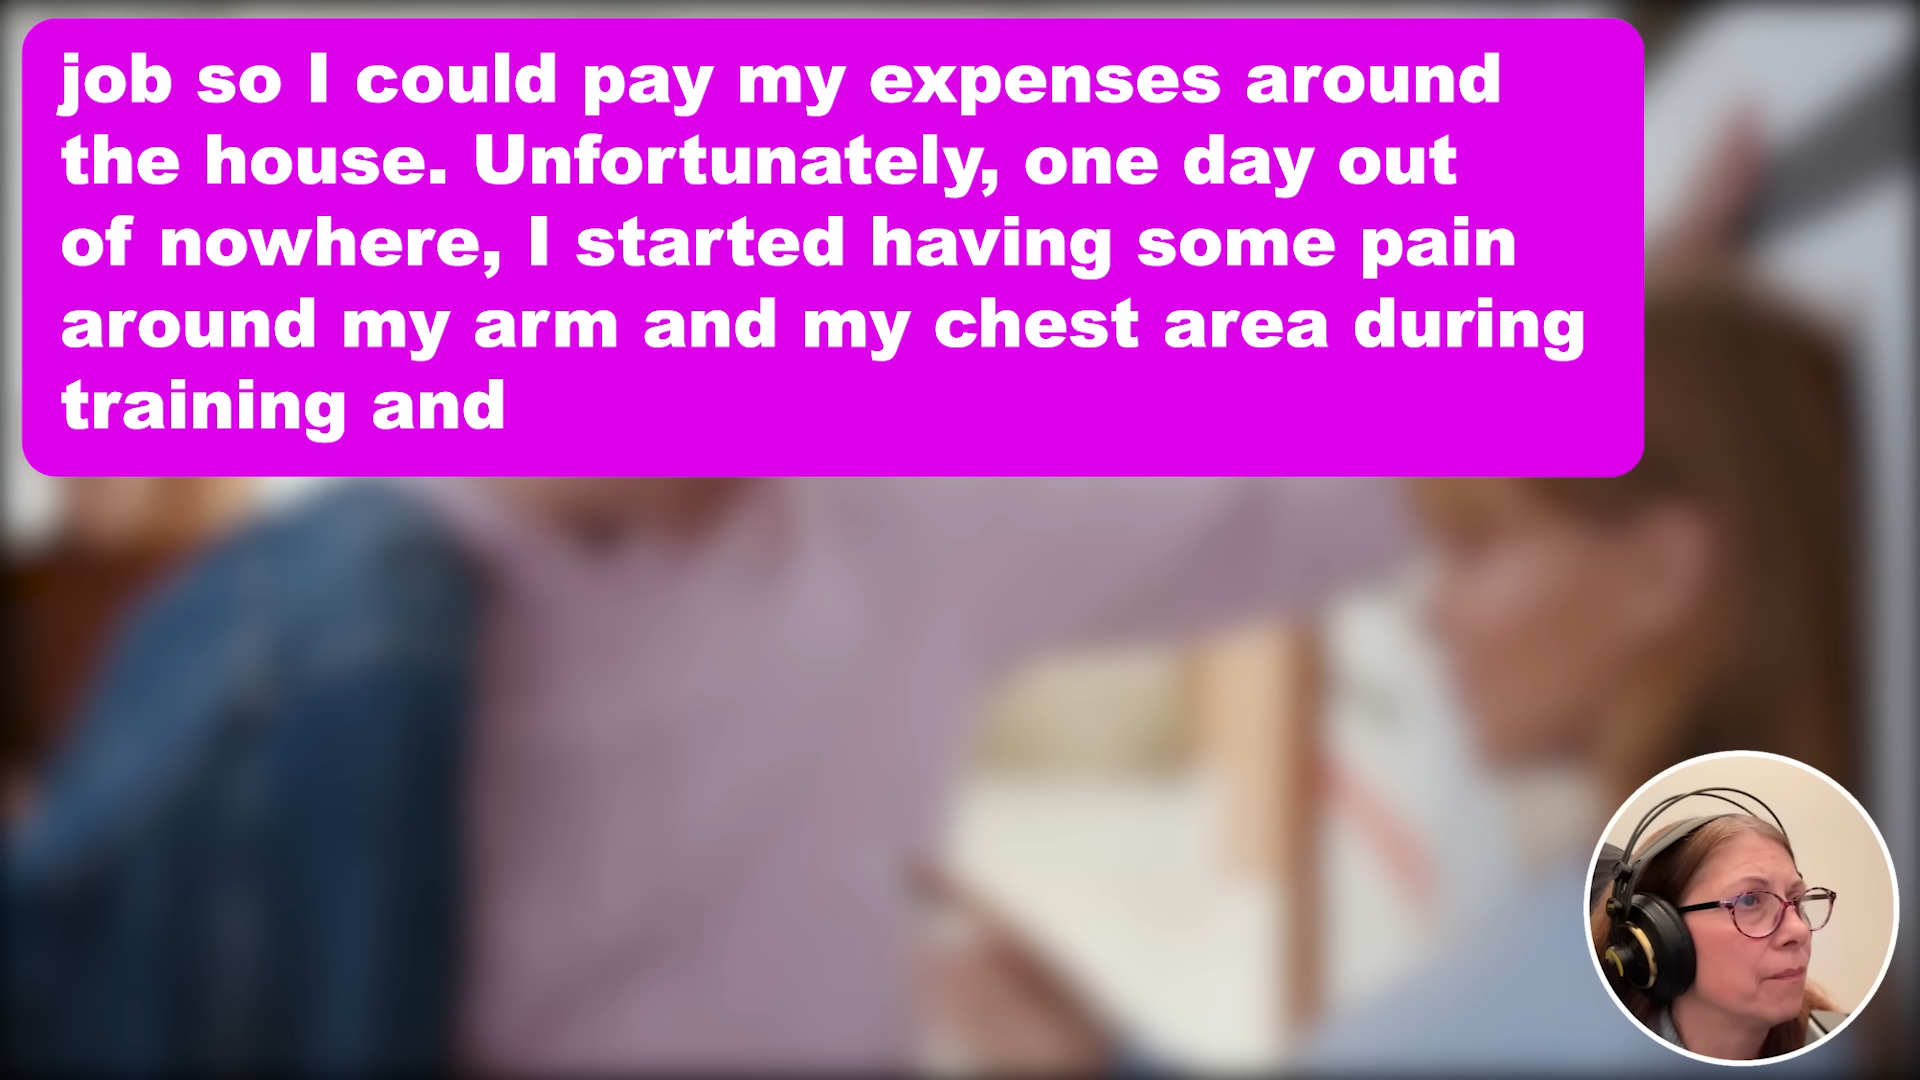 job so I could pay my expenses around
the house. Unfortunately, one day out
of nowhere, I started having some pain
around my arm and my chest area during
training and